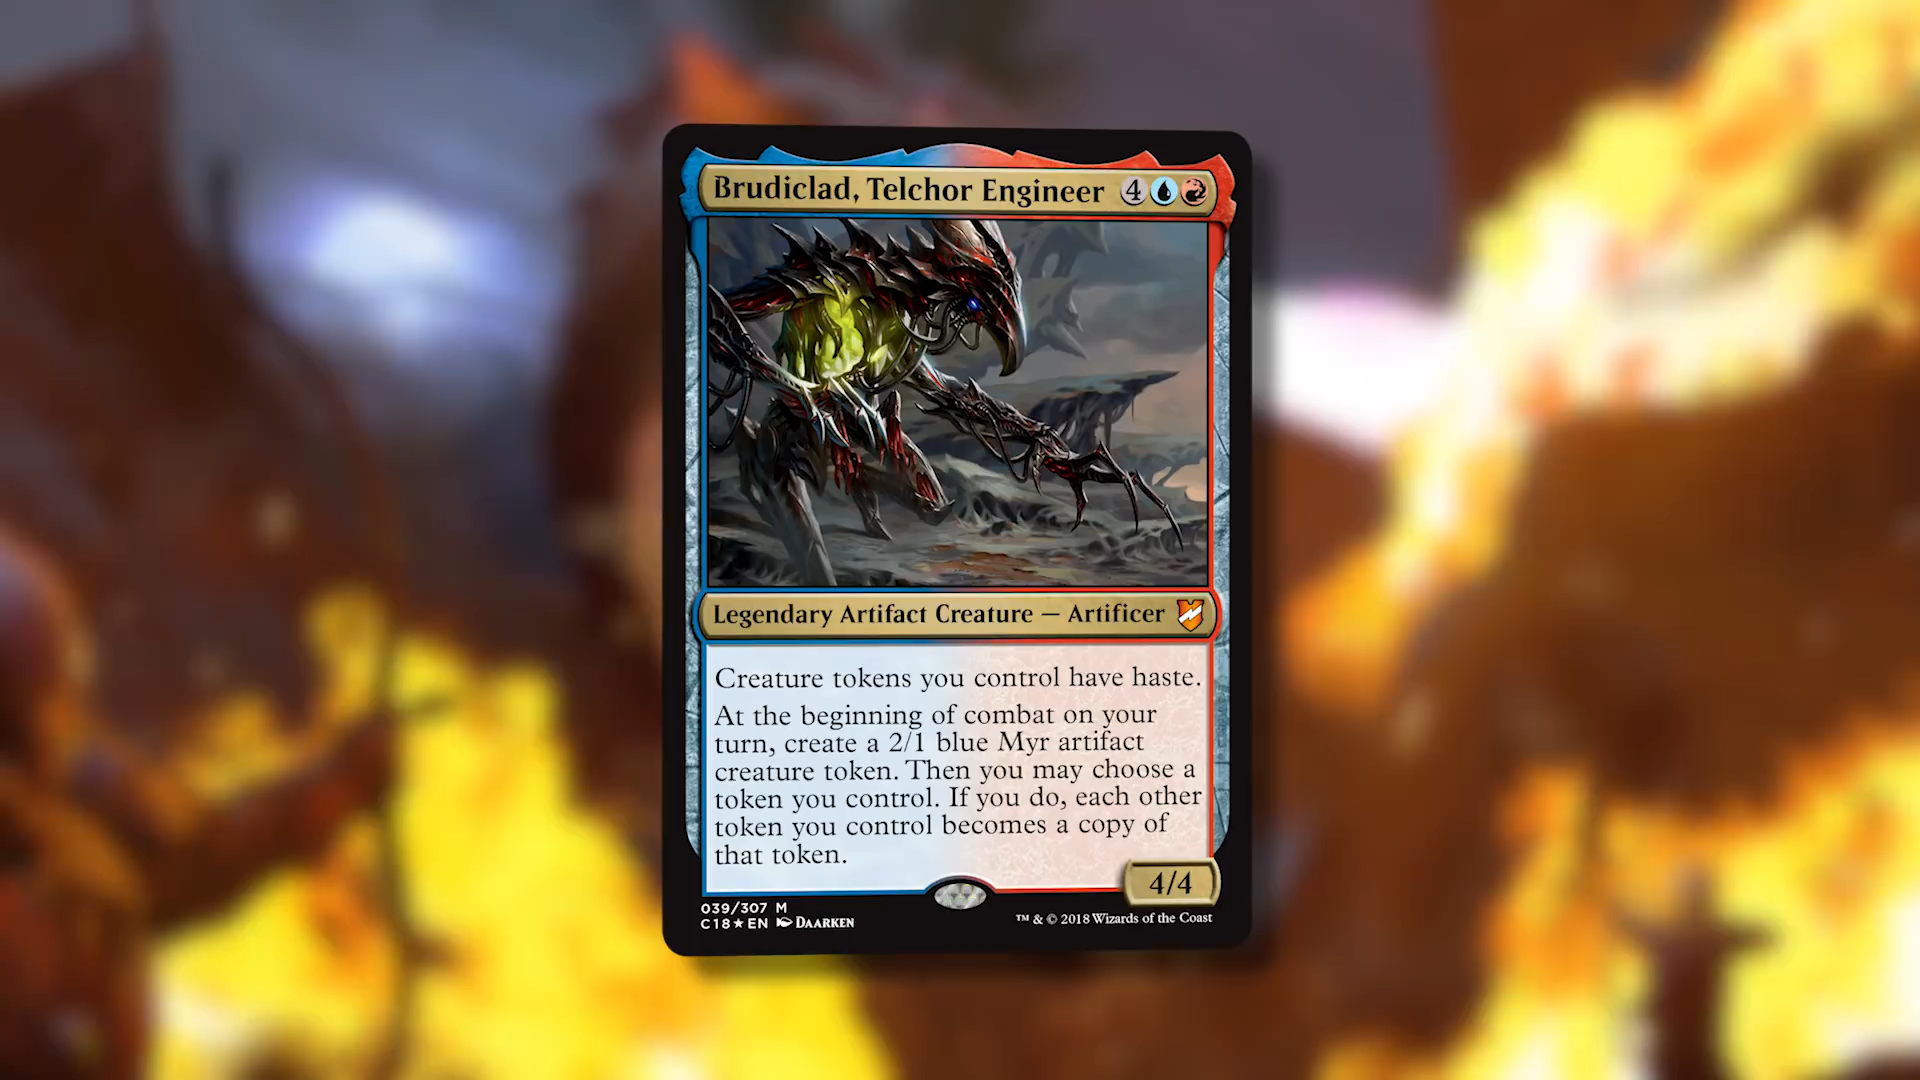 Brudiclad, Telchor Engineer 4
Legendary Artifact Creature — Artificer
Creature tokens you control have haste.
At the beginning of combat on your
turn, create a 2/1 blue Myr artifact
creature token. Then you may choose a
token you control. If you do, each other
token you control becomes a copy of
that token.
4/4
039/307 M
C18★EN DAARKEN
™ & © 2018 Wizards of the Coast